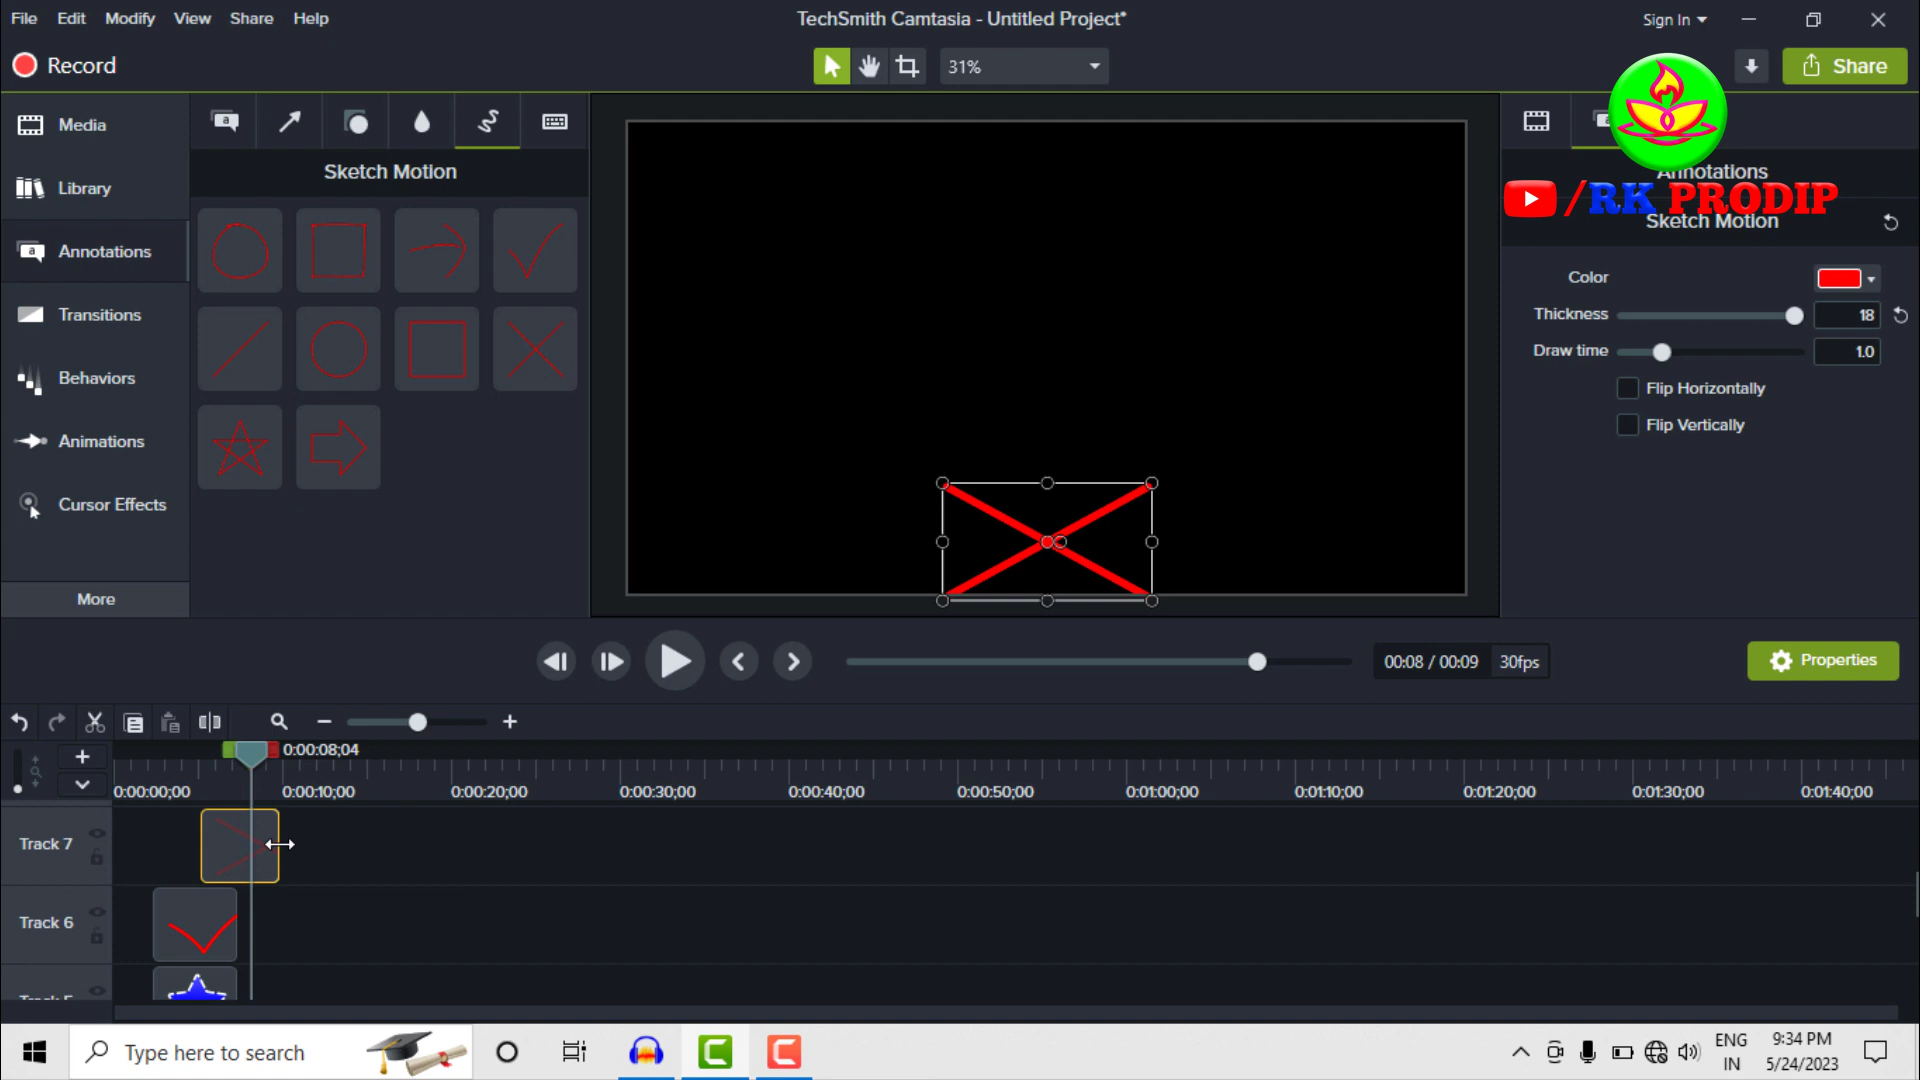 File Edit Modify View Share Help
TechSmith Camtasia - Untitled Project*
Sign In
Record
31%
Share
Media
Library
Annotations
Transitions
Behaviors
Animations
Cursor Effects
More
Sketch Motion
Annotations
/RK PRODIP
Sketch Motion
Color
Thickness 18
Draw time 1.0
Flip Horizontally
Flip Vertically
00:08 / 00:09 30fps
Properties
0:00:08;04
0:00:00;00 0:00:10;00 0:00:20;00 0:00:30;00 0:00:40;00 0:00:50;00 0:01:00;00 0:01:10;00 0:01:20;00 0:01:30;00 0:01:40;00
Track 7
Track 6
Type here to search
ENG
IN
9:34 PM
5/24/2023